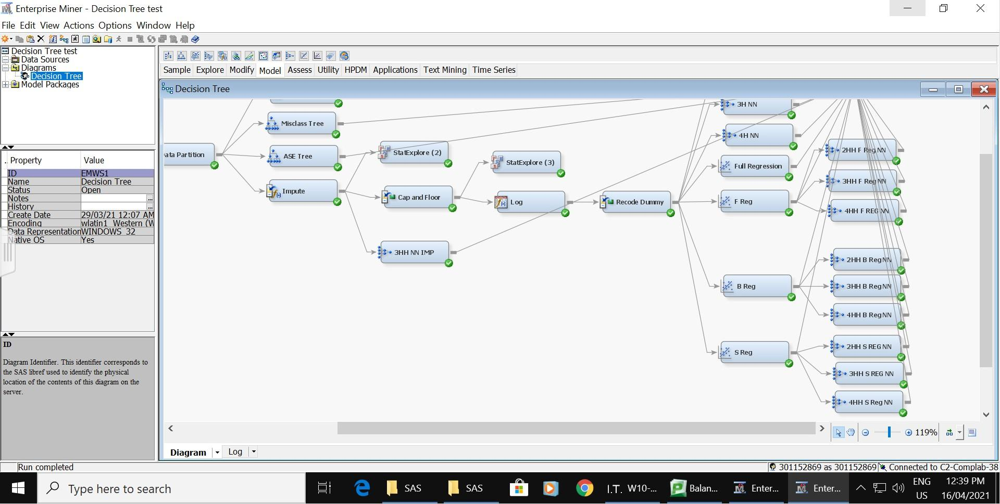 Enterprise Miner - Decision Tree test
File Edit View Actions Options Window Help
Decision Tree test
Data Sources
Diagrams
Decision Tree
Model Packages
Sample Explore Modify Model Assess Utility HPDM Applications Text Mining Time Series
Decision Tree
.. Property Value
ID EMWS1
Name Decision Tree
Status Open
Notes ...
History ...
Create Date 29/03/21 12:07 AM
Encoding wlatin1 Western (W
Data Representation WINDOWS_32
Native OS Yes
ID
Diagram Identifier. This identifier corresponds to
the SAS libref used to identify the physical
location of the contents of this diagram on the
server.
3H NN
Misclass Tree
4H NN
ata Partition
ASE Tree
StatExplore (2)
StatExplore (3)
Full Regression
2HH F Reg NN
3HH F Reg NN
Impute
Cap and Floor
Log
Recode Dummy
F Reg
4HH F REG NN
3HH NN IMP
2HH B Reg NN
B Reg
3HH B Reg NN
4HH B Reg NN
2HH S REG NN
S Reg
3HH S REG NN
4HH S Reg NN
119%
Diagram Log
Run completed
301152869 as 301152869 Connected to C2-Complab-38
Type here to search
SAS
SAS
I.T. W10-...
Balan...
Enter...
Enter...
ENG
US
12:39 PM
16/04/2021